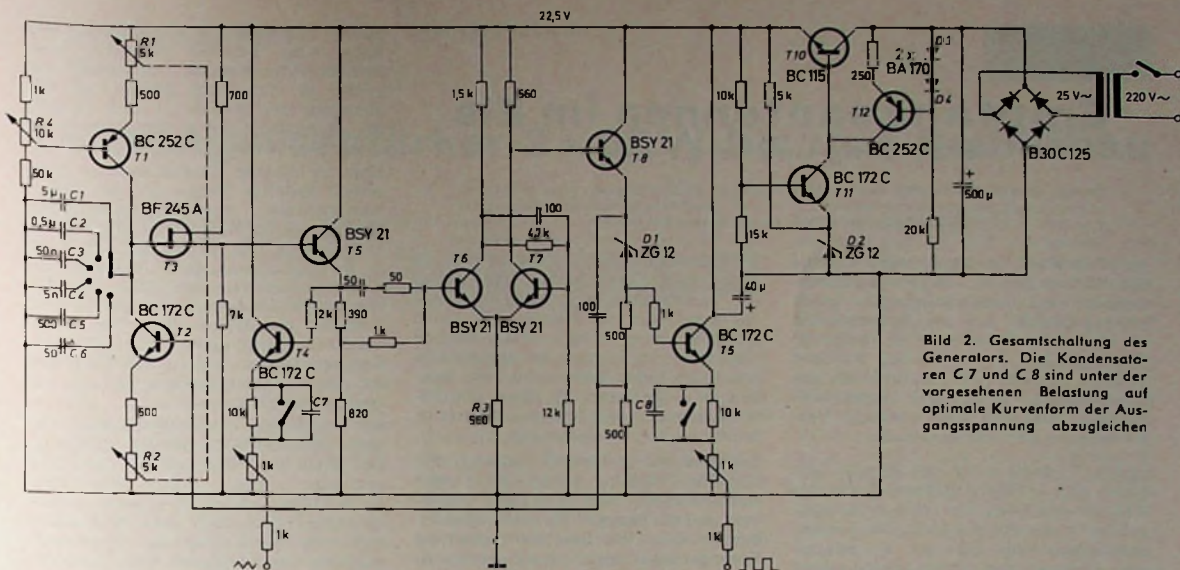 22,5 V
R1
5k
1k
500
700
R4
10k
BC 252 C
T1
50k
5µ C1
0,5µ C2
50n C3
5n C4
500 C5
50 C6
BF 245 A
T3
BC 172 C
T2
500
R2
5k
7k
BSY 21
T5
2k
390
50
50
1k
T4
BC 172 C
10k
C7
820
1k
1k
1,5k
560
100
T6
T7
BSY 21
BSY 21
R3
560
12k
BSY 21
T8
D1
ZG 12
100
500
1k
500
BC 172 C
T5
C8
10k
1k
1k
10k
5k
15k
40µ
+
T10
BC 115
250
BA 170
D4
T12
BC 252 C
BC 172 C
T11
D2
ZG 12
20k
+
500µ
25 V~
220 V~
B30C125
Bild 2. Gesamtschaltung des
Generators. Die Kondensato-
ren C 7 und C 8 sind unter der
vorgesehenen Belastung auf
optimale Kurvenform der Aus-
gangsspannung abzugleichen